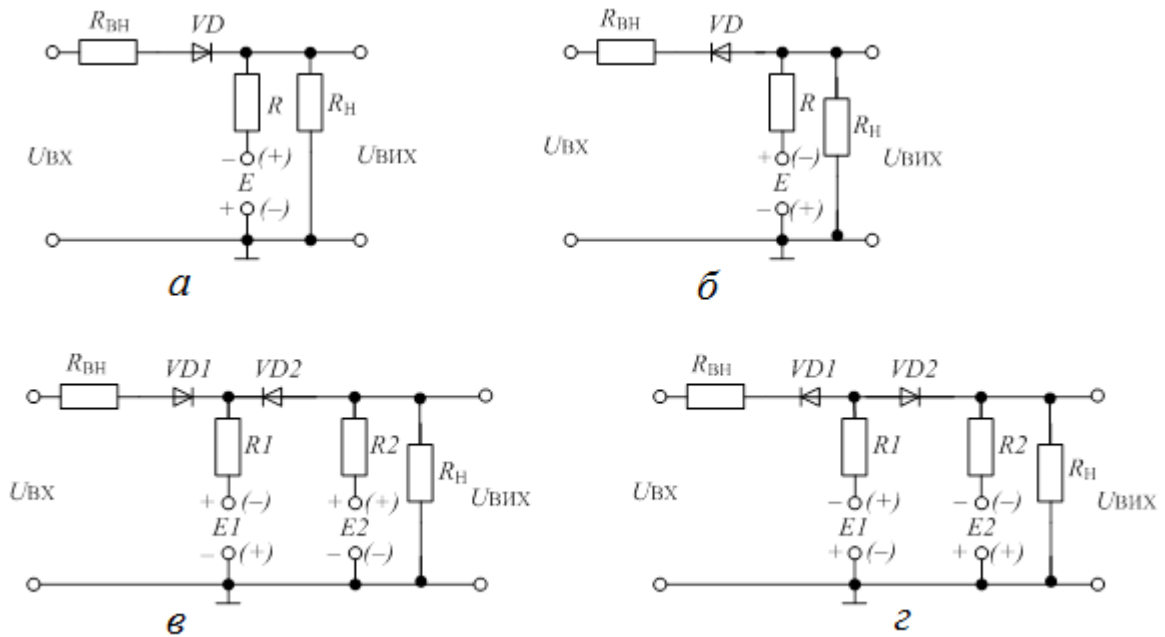 RВН VD
R
RН
UВХ
– (+)
E
+ (–)
UВИХ
а
RВН VD
R
RН
UВХ
+ (–)
E
– (+)
UВИХ
б
RВН VD1 VD2
R1 R2
RН
UВХ
+ (–) + (+)
E1 E2
– (+) – (–)
UВИХ
в
RВН VD1 VD2
R1 R2
RН
UВХ
– (+) – (–)
E1 E2
+ (–) + (+)
UВИХ
г